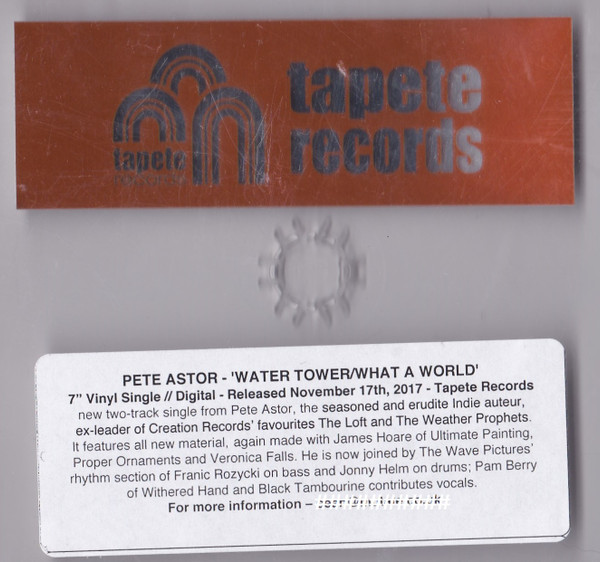 tapete
records
tapete
PETE ASTOR - 'WATER TOWER/WHAT A WORLD'
7” Vinyl Single // Digital - Released November 17th, 2017 - Tapete Records
new two-track single from Pete Astor, the seasoned and erudite Indie auteur,
ex-leader of Creation Records’ favourites The Loft and The Weather Prophets.
It features all new material, again made with James Hoare of Ultimate Painting,
Proper Ornaments and Veronica Falls. He is now joined by The Wave Pictures’
rhythm section of Franic Rozycki on bass and Jonny Helm on drums; Pam Berry
of Withered Hand and Black Tambourine contributes vocals.
For more information –